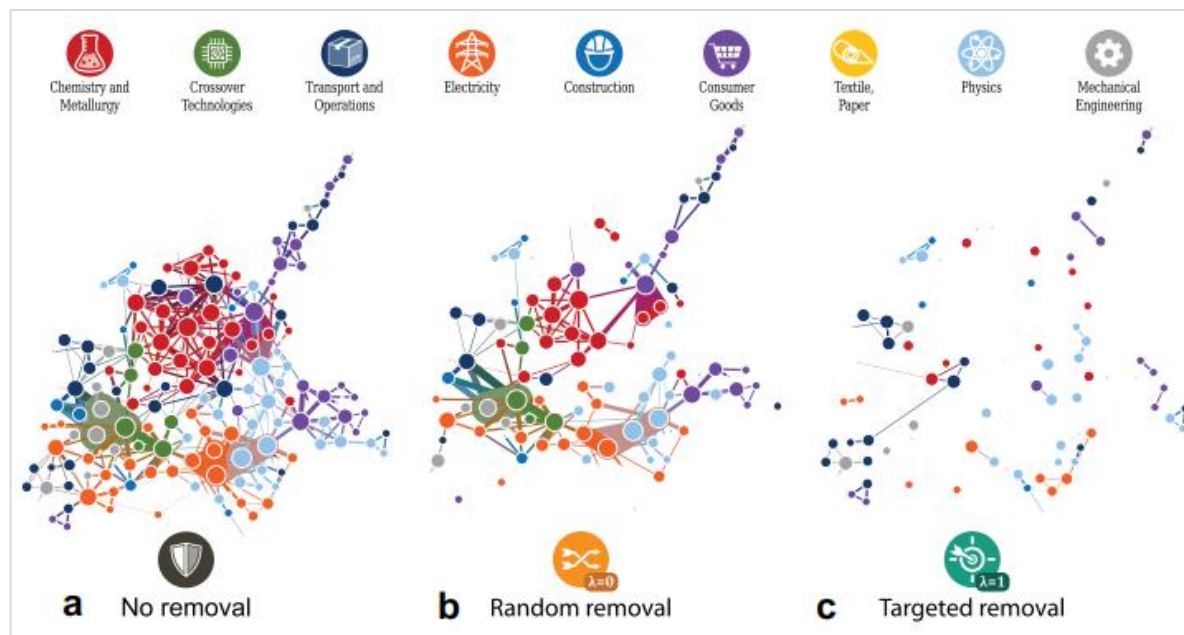 Chemistry and
Metallurgy
Crossover
Technologies
Transport and
Operations
Electricity
Construction
Consumer
Goods
Textile,
Paper
Physics
Mechanical
Engineering
λ=0
λ=1
a No removal
b Random removal
c Targeted removal